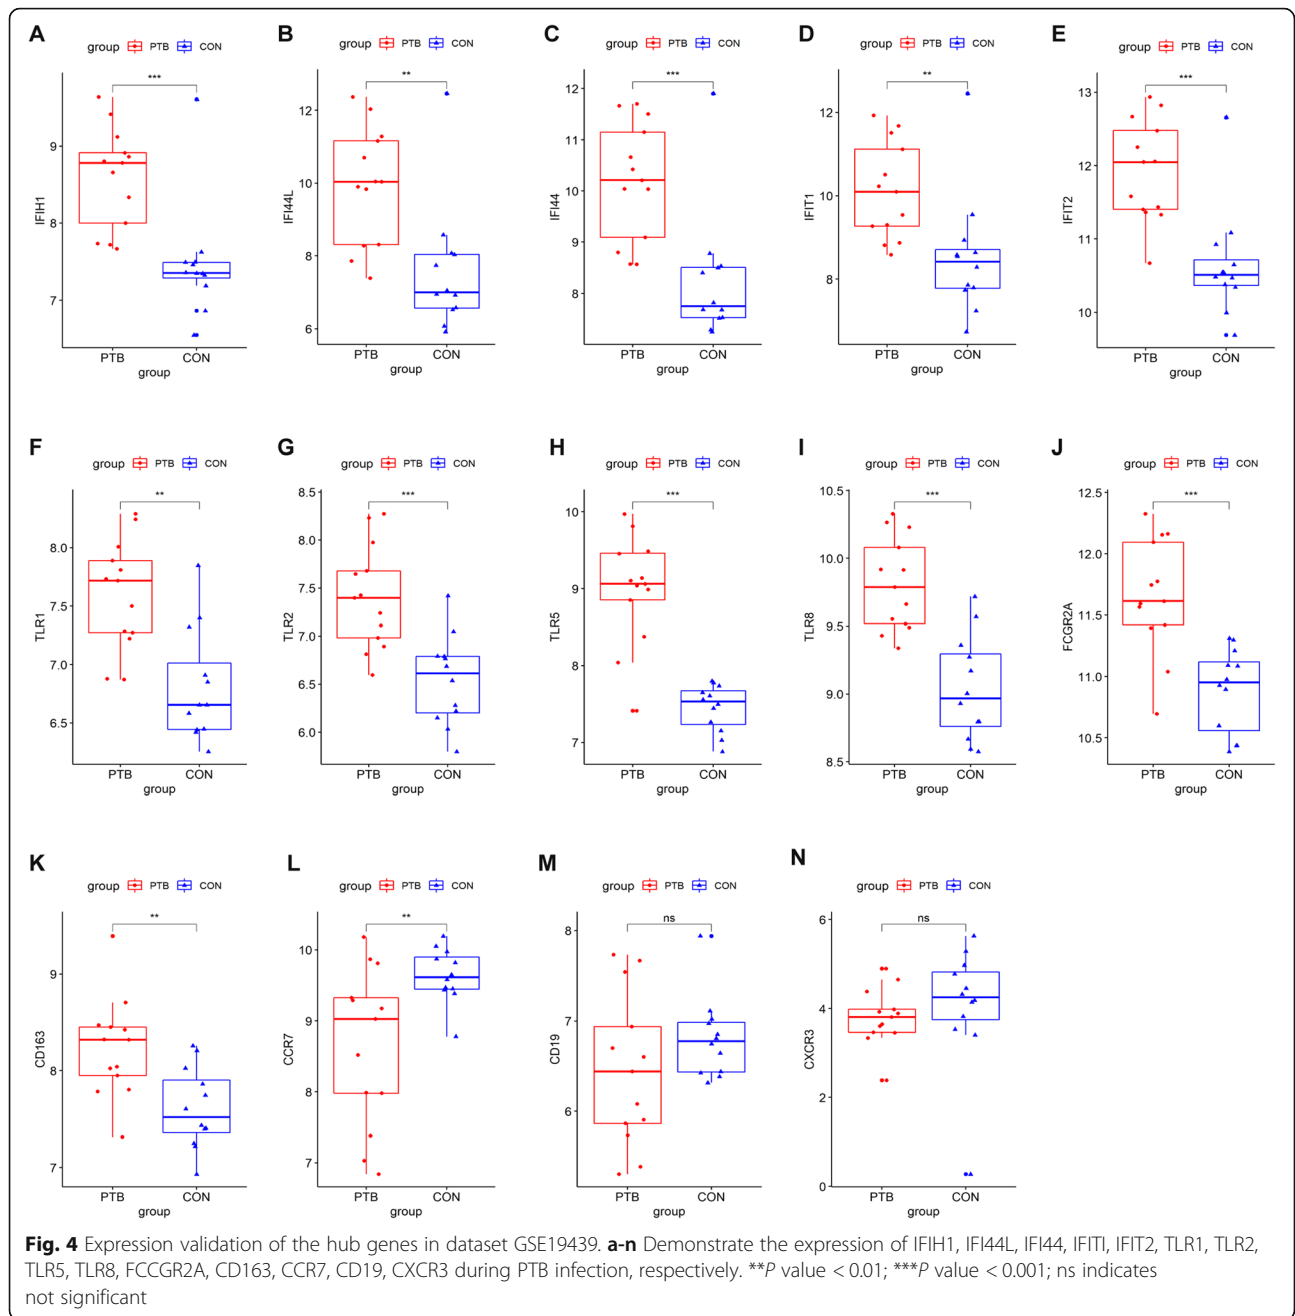 A
group PTB CON
***
IFIH1
9
8
7
PTB CON
group
B
group PTB CON
**
IFI44L
12
10
8
6
PTB CON
group
C
group PTB CON
***
IFI44
12
11
10
9
8
PTB CON
group
D
group PTB CON
**
IFIT1
12
10
8
PTB CON
group
E
group PTB CON
***
IFIT2
13
12
11
10
PTB CON
group
F
group PTB CON
**
TLR1
8.0
7.5
7.0
6.5
PTB CON
group
G
group PTB CON
***
TLR2
8.5
8.0
7.5
7.0
6.5
6.0
PTB CON
group
H
group PTB CON
***
TLR5
10
9
8
7
PTB CON
group
I
group PTB CON
***
TLR8
10.5
10.0
9.5
9.0
8.5
PTB CON
group
J
group PTB CON
***
FCGR2A
12.5
12.0
11.5
11.0
10.5
PTB CON
group
K
group PTB CON
**
CD163
9
8
7
PTB CON
group
L
group PTB CON
**
CCR7
10
9
8
7
PTB CON
group
M
group PTB CON
ns
CD19
8
7
6
PTB CON
group
N
group PTB CON
ns
CXCR3
6
4
2
0
PTB CON
group
Fig. 4 Expression validation of the hub genes in dataset GSE19439. a-n Demonstrate the expression of IFIH1, IFI44L, IFI44, IFITI, IFIT2, TLR1, TLR2,
TLR5, TLR8, FCCGR2A, CD163, CCR7, CD19, CXCR3 during PTB infection, respectively. **P value < 0.01; ***P value < 0.001; ns indicates
not significant